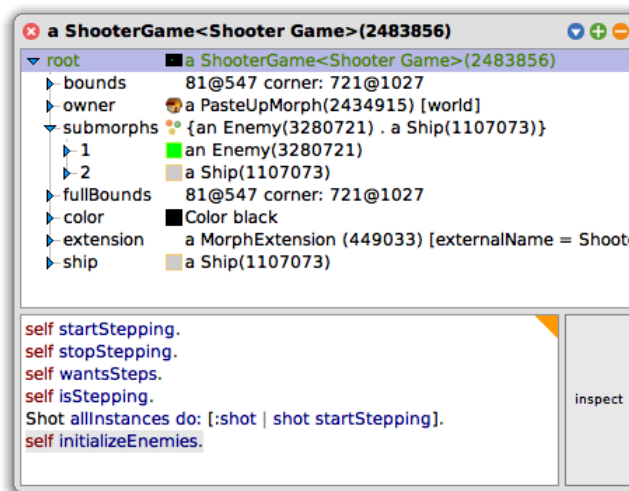 a ShooterGame<Shooter Game>(2483856)
root a ShooterGame<Shooter Game>(2483856)
bounds 81@547 corner: 721@1027
owner a PasteUpMorph(2434915) [world]
submorphs {an Enemy(3280721) . a Ship(1107073)}
1 an Enemy(3280721)
2 a Ship(1107073)
fullBounds 81@547 corner: 721@1027
color Color black
extension a MorphExtension (449033) [externalName = Shoote
ship a Ship(1107073)
self startStepping.
self stopStepping.
self wantsSteps.
self isStepping.
Shot allInstances do: [:shot | shot startStepping].
self initializeEnemies.
inspect